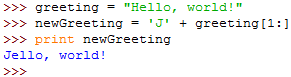 >>> greeting = "Hello, world!"
>>> newGreeting = 'J' + greeting[1:]
>>> print newGreeting
Jello, world!
>>>